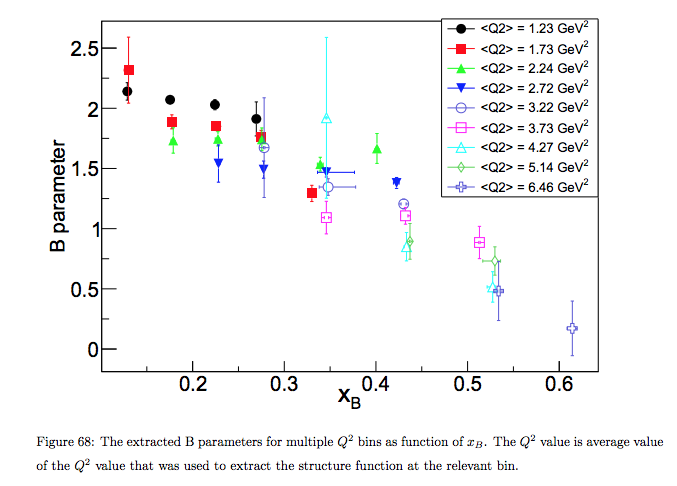 2.5
2
1.5
1
0.5
0
B parameter
<Q2> = 1.23 GeV²
<Q2> = 1.73 GeV²
<Q2> = 2.24 GeV²
<Q2> = 2.72 GeV²
<Q2> = 3.22 GeV²
<Q2> = 3.73 GeV²
<Q2> = 4.27 GeV²
<Q2> = 5.14 GeV²
<Q2> = 6.46 GeV²
0.2 0.3 0.4 0.5 0.6
x_B
Figure 68: The extracted B parameters for multiple Q² bins as function of x_B. The Q² value is average value
of the Q² value that was used to extract the structure function at the relevant bin.